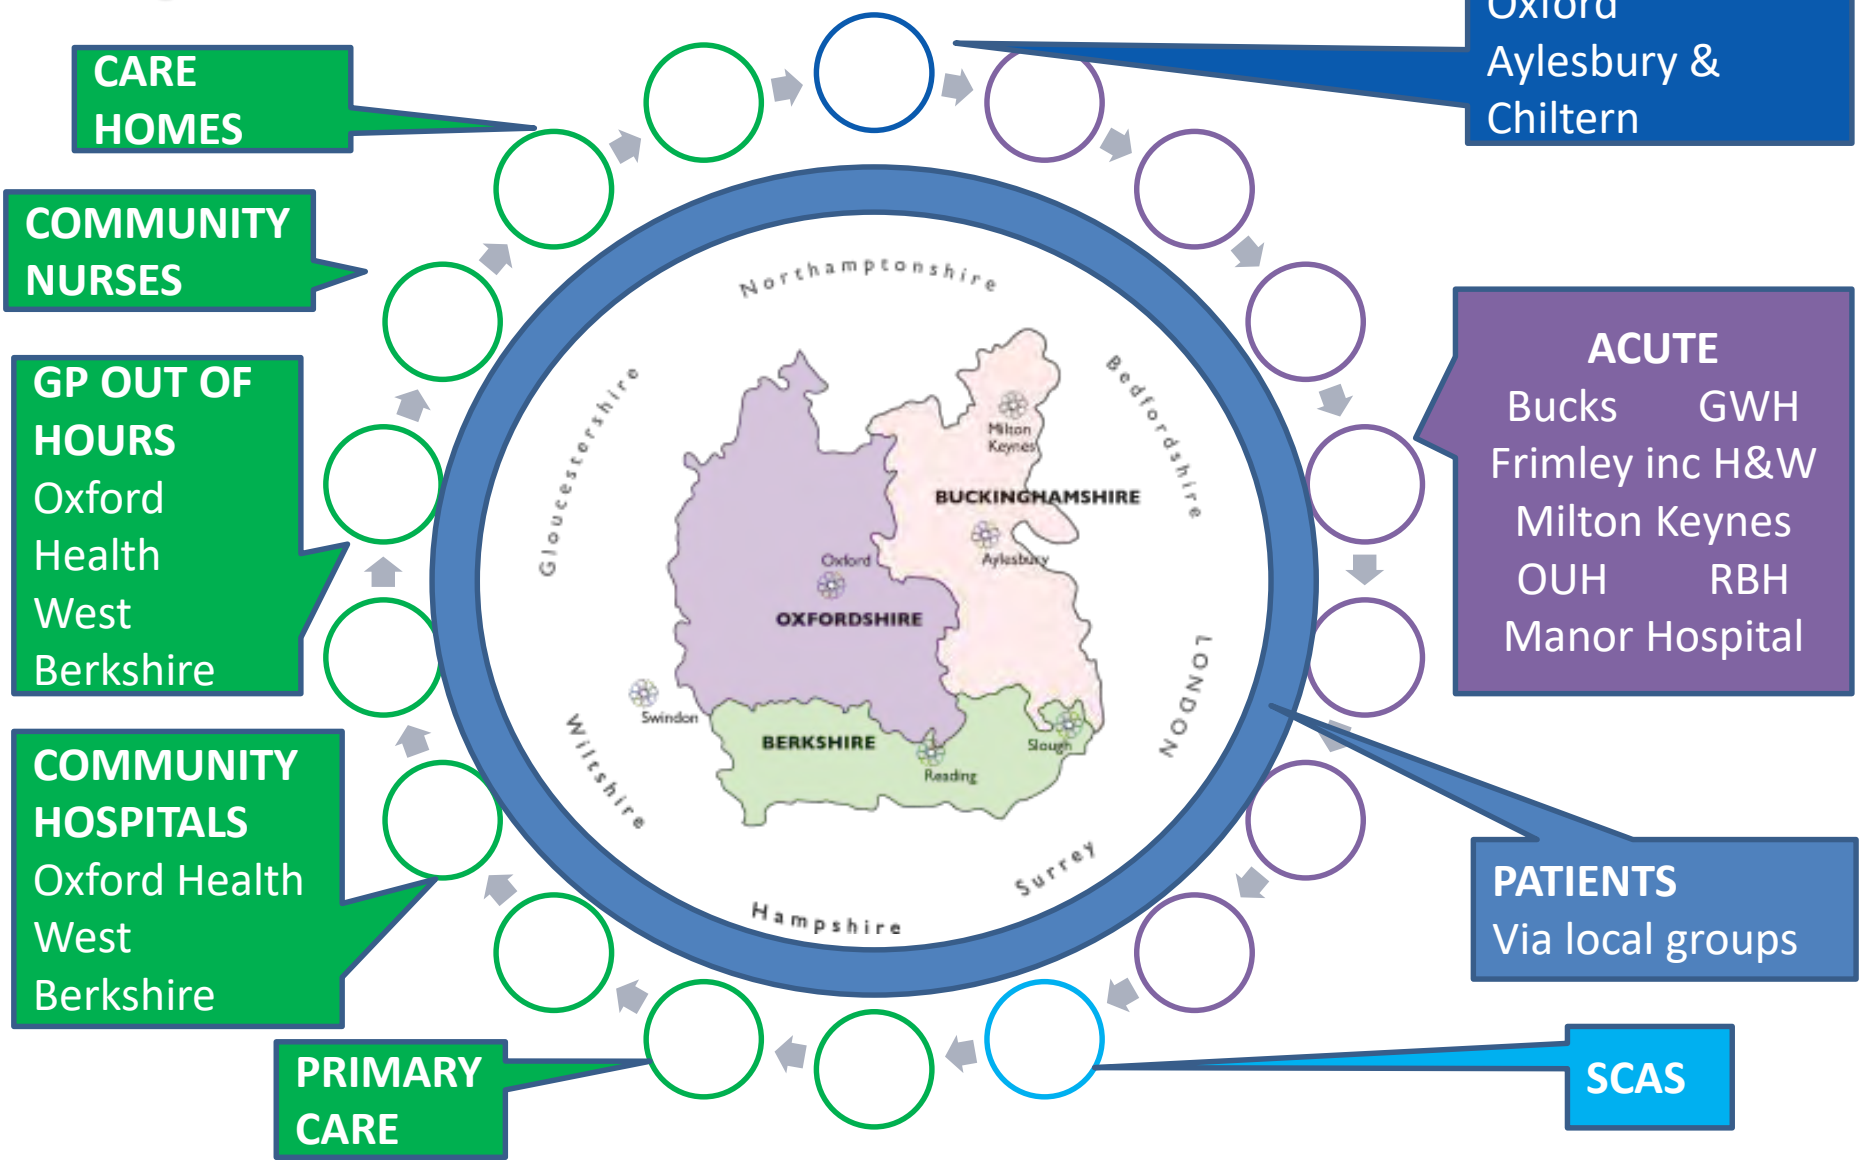 Oxford
Aylesbury &
Chiltern
CARE
HOMES
COMMUNITY
NURSES
GP OUT OF
HOURS
Oxford
Health
West
Berkshire
COMMUNITY
HOSPITALS
Oxford Health
West
Berkshire
PRIMARY
CARE
Northamptonshire
Bedfordshire
Gloucestershire
Milton
Keynes
BUCKINGHAMSHIRE
Aylesbury
Oxford
OXFORDSHIRE
LONDON
Swindon
Wiltshire
BERKSHIRE
Slough
Reading
Surrey
Hampshire
ACUTE
Bucks GWH
Frimley inc H&W
Milton Keynes
OUH RBH
Manor Hospital
PATIENTS
Via local groups
SCAS